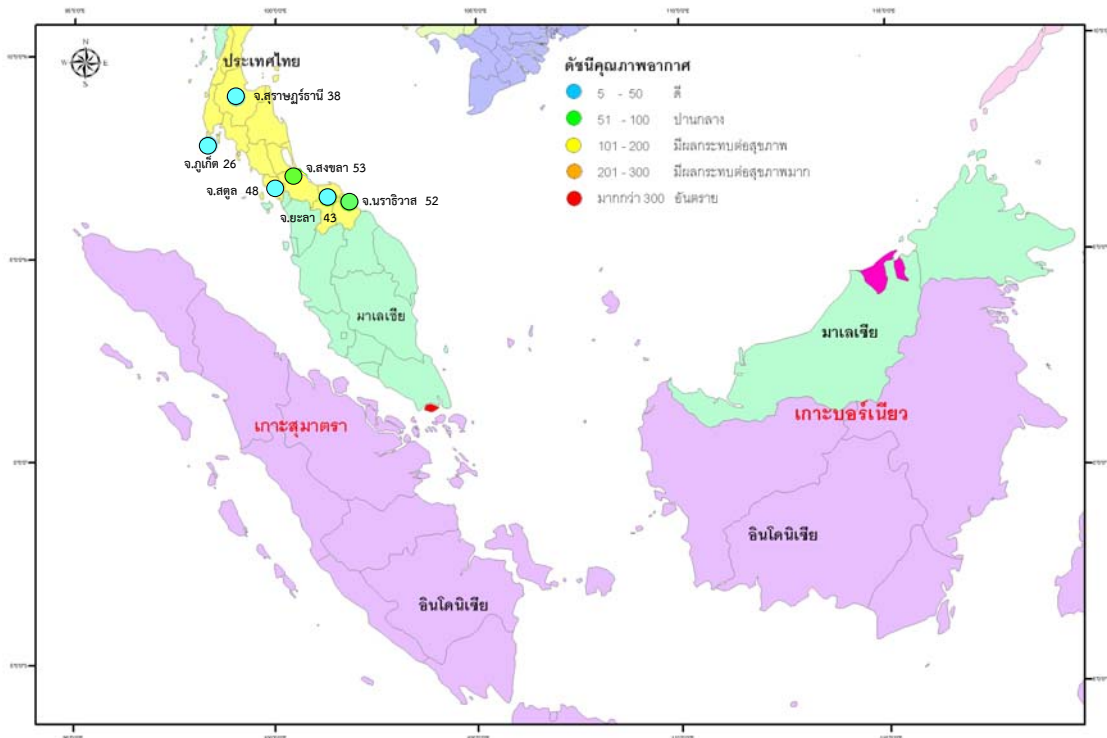 N
W E
S
ประเทศไทย
จ.สุราษฎร์ธานี 38
จ.ภูเก็ต 26
จ.สงขลา 53
จ.สตูล 48
จ.นราธิวาส 52
จ.ยะลา 43
ดัชนีคุณภาพอากาศ
5 - 50 ดี
51 - 100 ปานกลาง
101 - 200 มีผลกระทบต่อสุขภาพ
201 - 300 มีผลกระทบต่อสุขภาพมาก
มากกว่า 300 อันตราย
มาเลเซีย
มาเลเซีย
เกาะสุมาตรา
เกาะบอร์เนียว
อินโดนิเซีย
อินโดนิเซีย